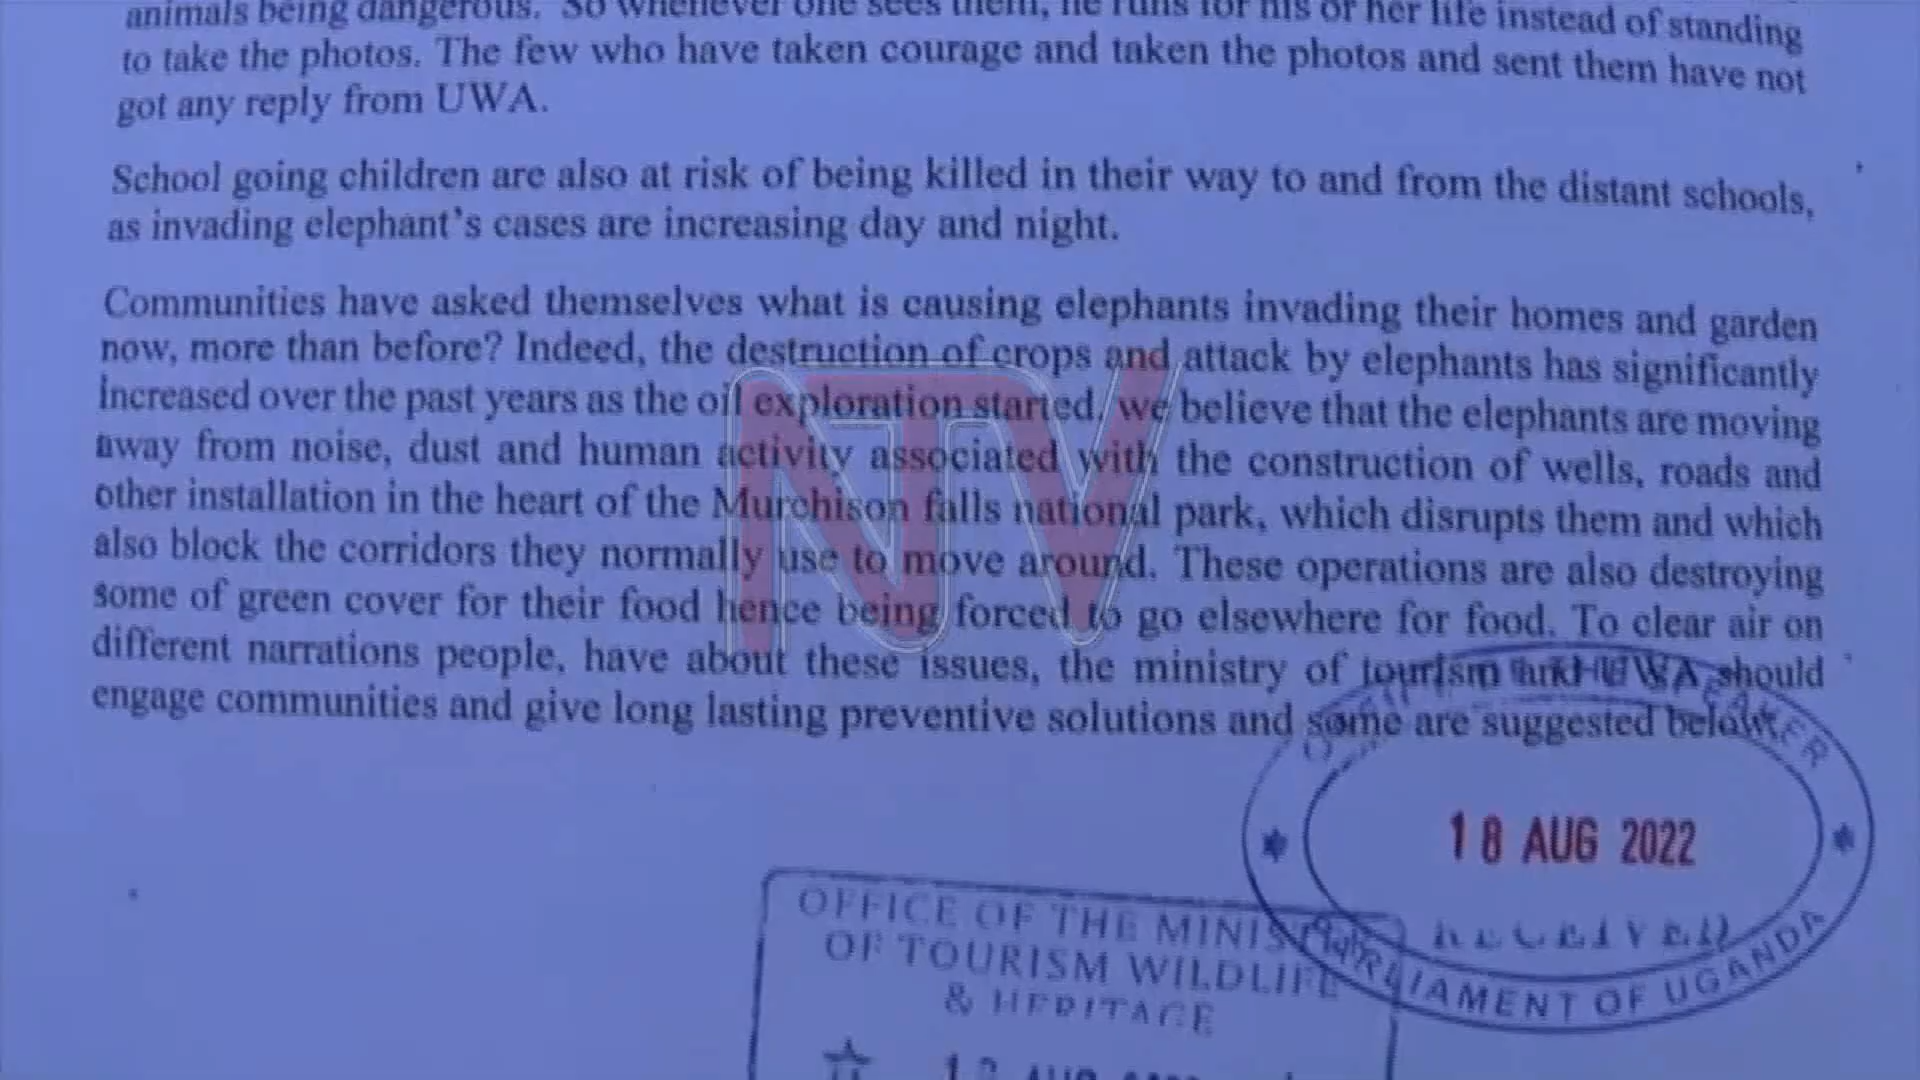 animals being dangerous. So whenever one sees them, he runs for his or her life instead of standing
to take the photos. The few who have taken courage and taken the photos and sent them have not
got any reply from UWA.
School going children are also at risk of being killed in their way to and from the distant schools,
as invading elephant's cases are increasing day and night.
Communities have asked themselves what is causing elephants invading their homes and garden
now, more than before? Indeed, the destruction of crops and attack by elephants has significantly
increased over the past years as the oil exploration started, we believe that the elephants are moving
away from noise, dust and human activity associated with the construction of wells, roads and
other installation in the heart of the Murchison falls national park, which disrupts them and which
also block the corridors they normally use to move around. These operations are also destroying
some of green cover for their food hence being forced to go elsewhere for food. To clear air on
different narrations people, have about these issues, the ministry of tourism and UWA should
engage communities and give long lasting preventive solutions and some are suggested below.
NTV
18 AUG 2022
RECEIVED
PARLIAMENT OF UGANDA
OFFICE OF THE MINISTER
OF TOURISM WILDLIFE
& HERITAGE
AUG